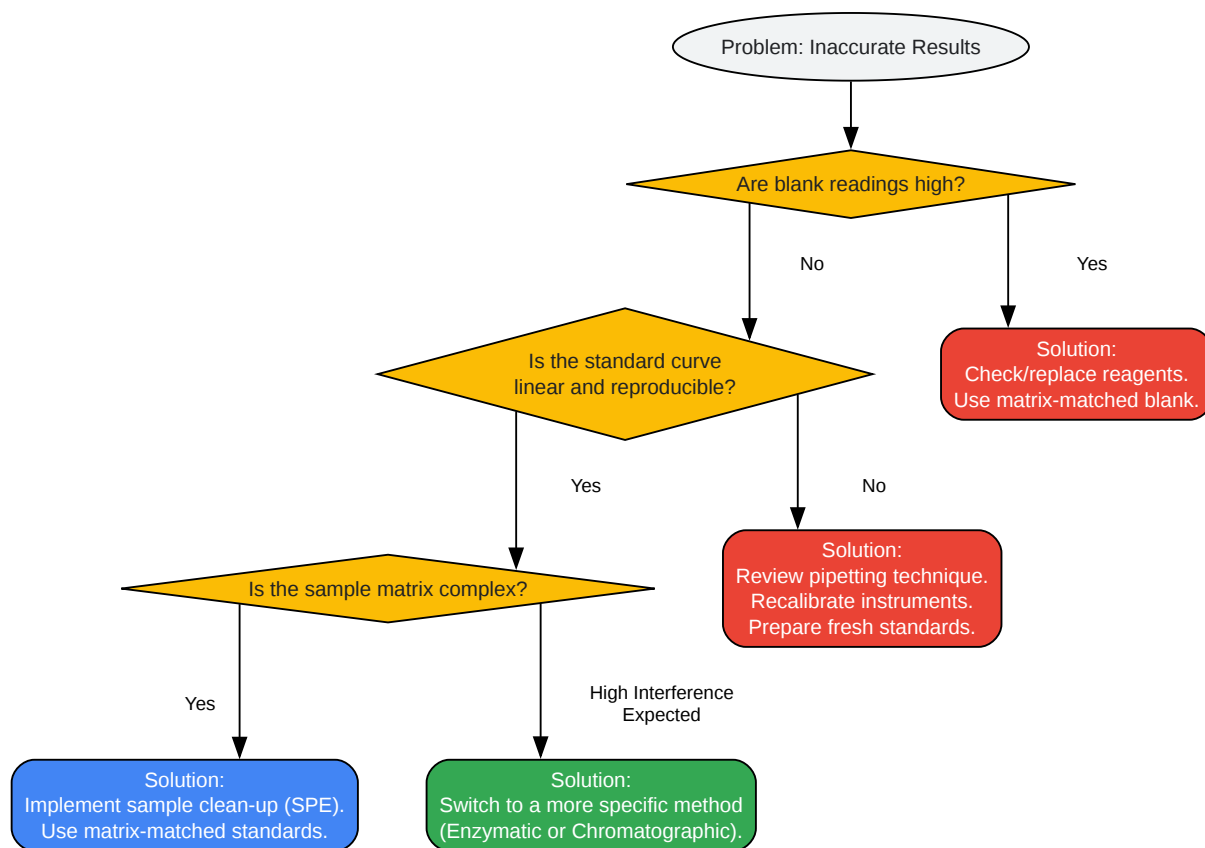 Problem: Inaccurate Results
Are blank readings high?
No
Yes
Is the standard curve
linear and reproducible?
Solution:
Check/replace reagents.
Use matrix-matched blank.
Yes
No
Solution:
Review pipetting technique.
Recalibrate instruments.
Prepare fresh standards.
Is the sample matrix complex?
Yes
High Interference
Expected
Solution:
Implement sample clean-up (SPE).
Use matrix-matched standards.
Solution:
Switch to a more specific method
(Enzymatic or Chromatographic).